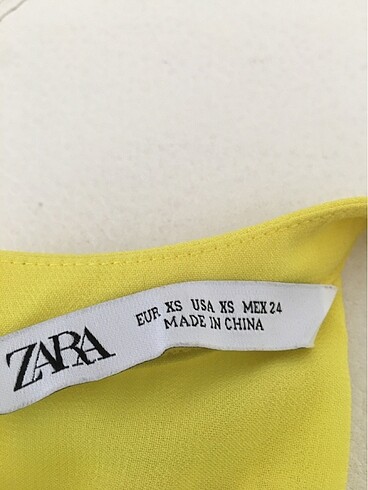 ZARA
EUR XS USA XS MEX 24
MADE IN CHINA